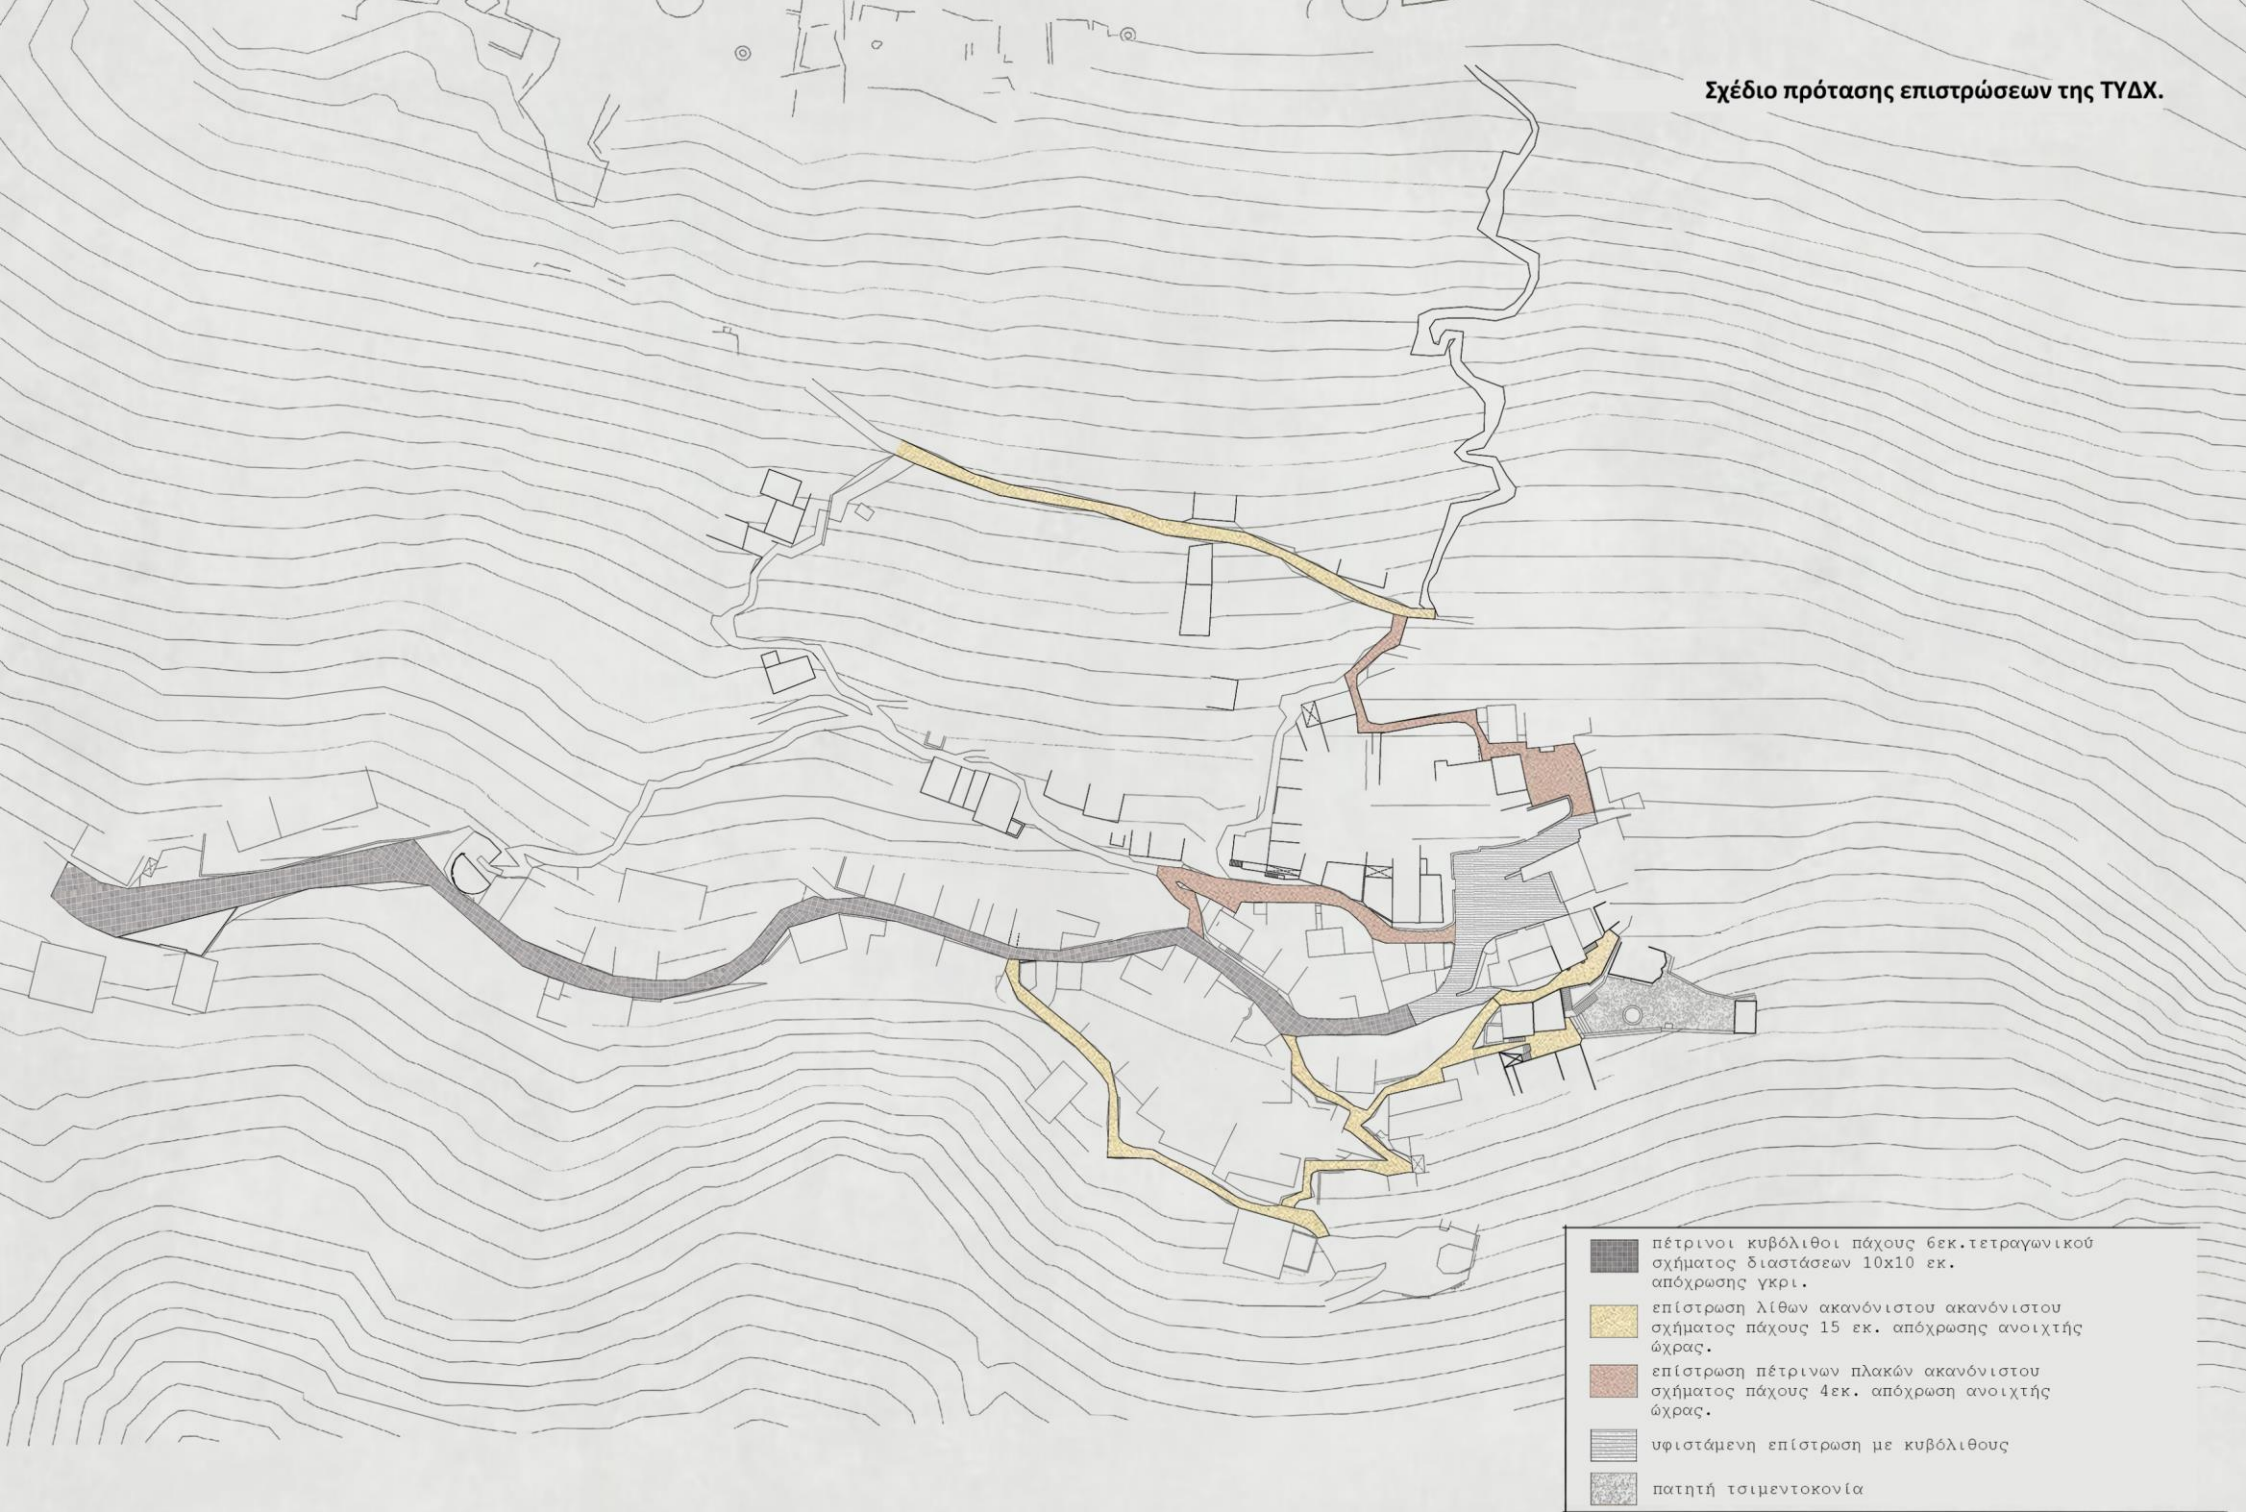 Σχέδιο πρότασης επιστρώσεων της ΤΥΔΧ.
πέτρινοι κυβόλιθοι πάχους 6εκ.τετραγωνικού
σχήματος διαστάσεων 10x10 εκ.
απόχρωσης γκρι.
επίστρωση λίθων ακανόνιστου ακανόνιστου
σχήματος πάχους 15 εκ. απόχρωσης ανοιχτής
ώχρας.
επίστρωση πέτρινων πλακών ακανόνιστου
σχήματος πάχους 4εκ. απόχρωση ανοιχτής
ώχρας.
υφιστάμενη επίστρωση με κυβόλιθους
πατητή τσιμεντοκονία